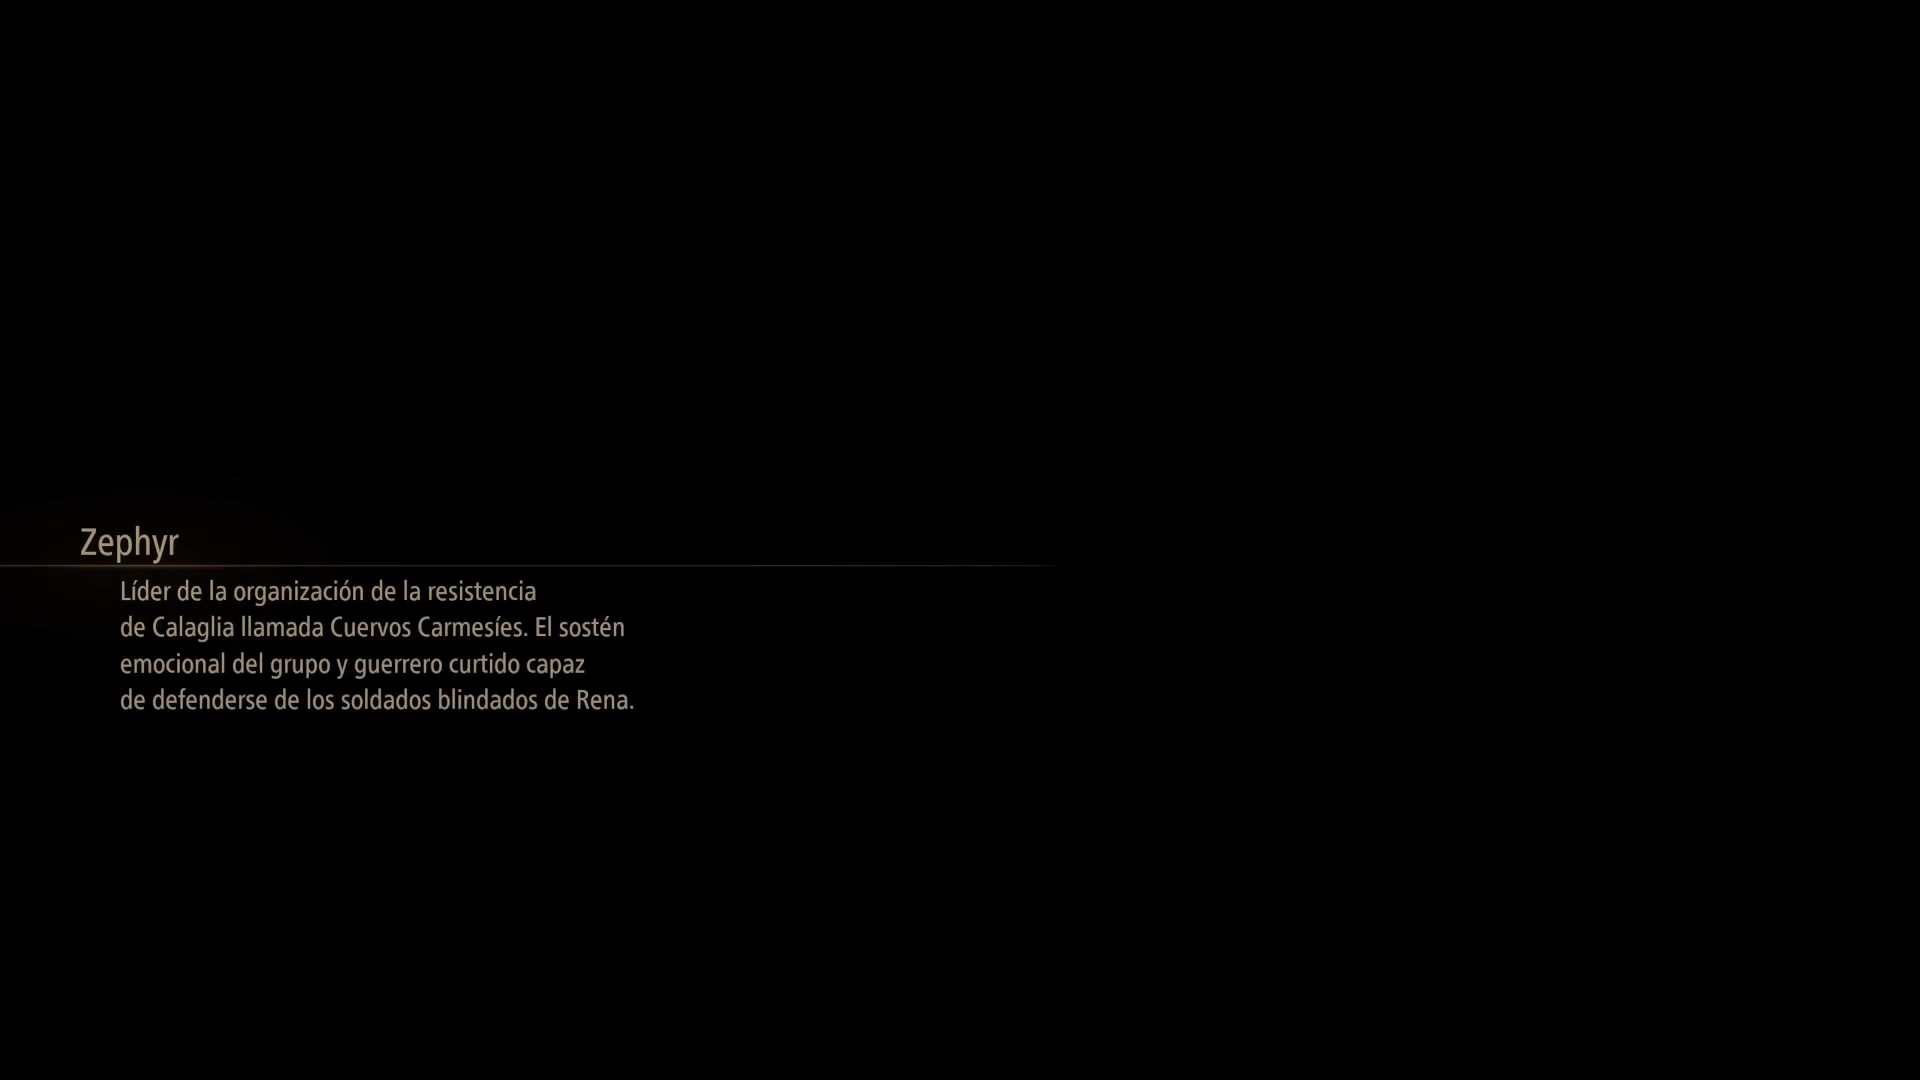 Zephyr
Líder de la organización de la resistencia
de Calaglia llamada Cuervos Carmesíes. El sostén
emocional del grupo y guerrero curtido capaz
de defenderse de los soldados blindados de Rena.